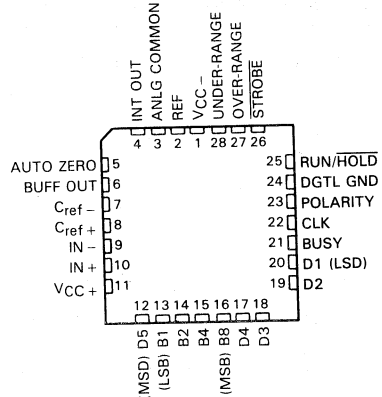 INT OUT
ANLG COMMON
REF
VCC -
UNDER-RANGE
OVER-RANGE
STROBE
4 3 2 1 28 27 26
AUTO ZERO 5
BUFF OUT 6
Cref - 7
Cref + 8
IN - 9
IN + 10
VCC + 11
25 RUN/HOLD
24 DGTL GND
23 POLARITY
22 CLK
21 BUSY
20 D1 (LSD)
19 D2
12 13 14 15 16 17 18
(MSD) D5
(LSB) B1
B2
B4
(MSB) B8
D4
D3